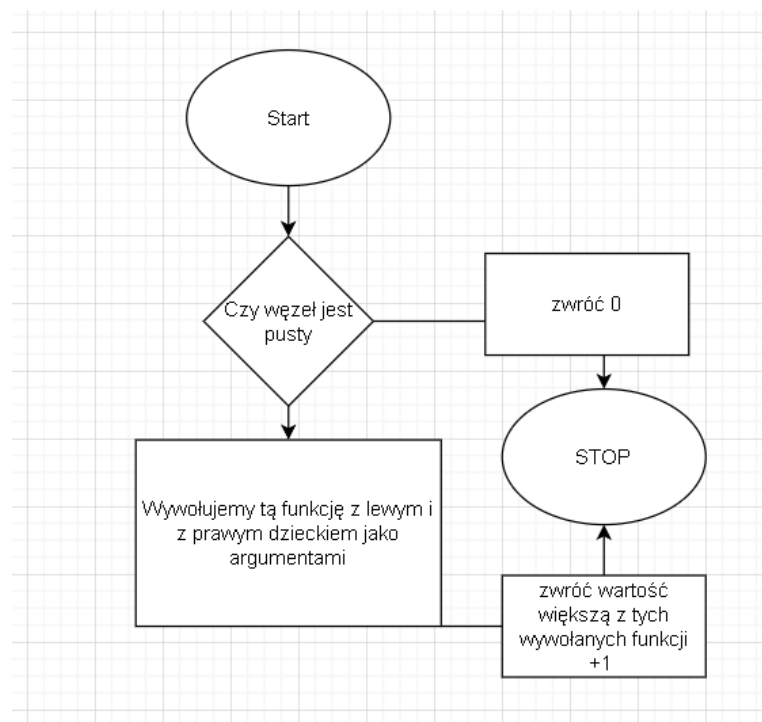 Start
Czy węzeł jest
pusty
zwróć 0
STOP
Wywołujemy tą funkcję z lewym i
z prawym dzieckiem jako
argumentami
zwróć wartość
większą z tych
wywołanych funkcji
+1